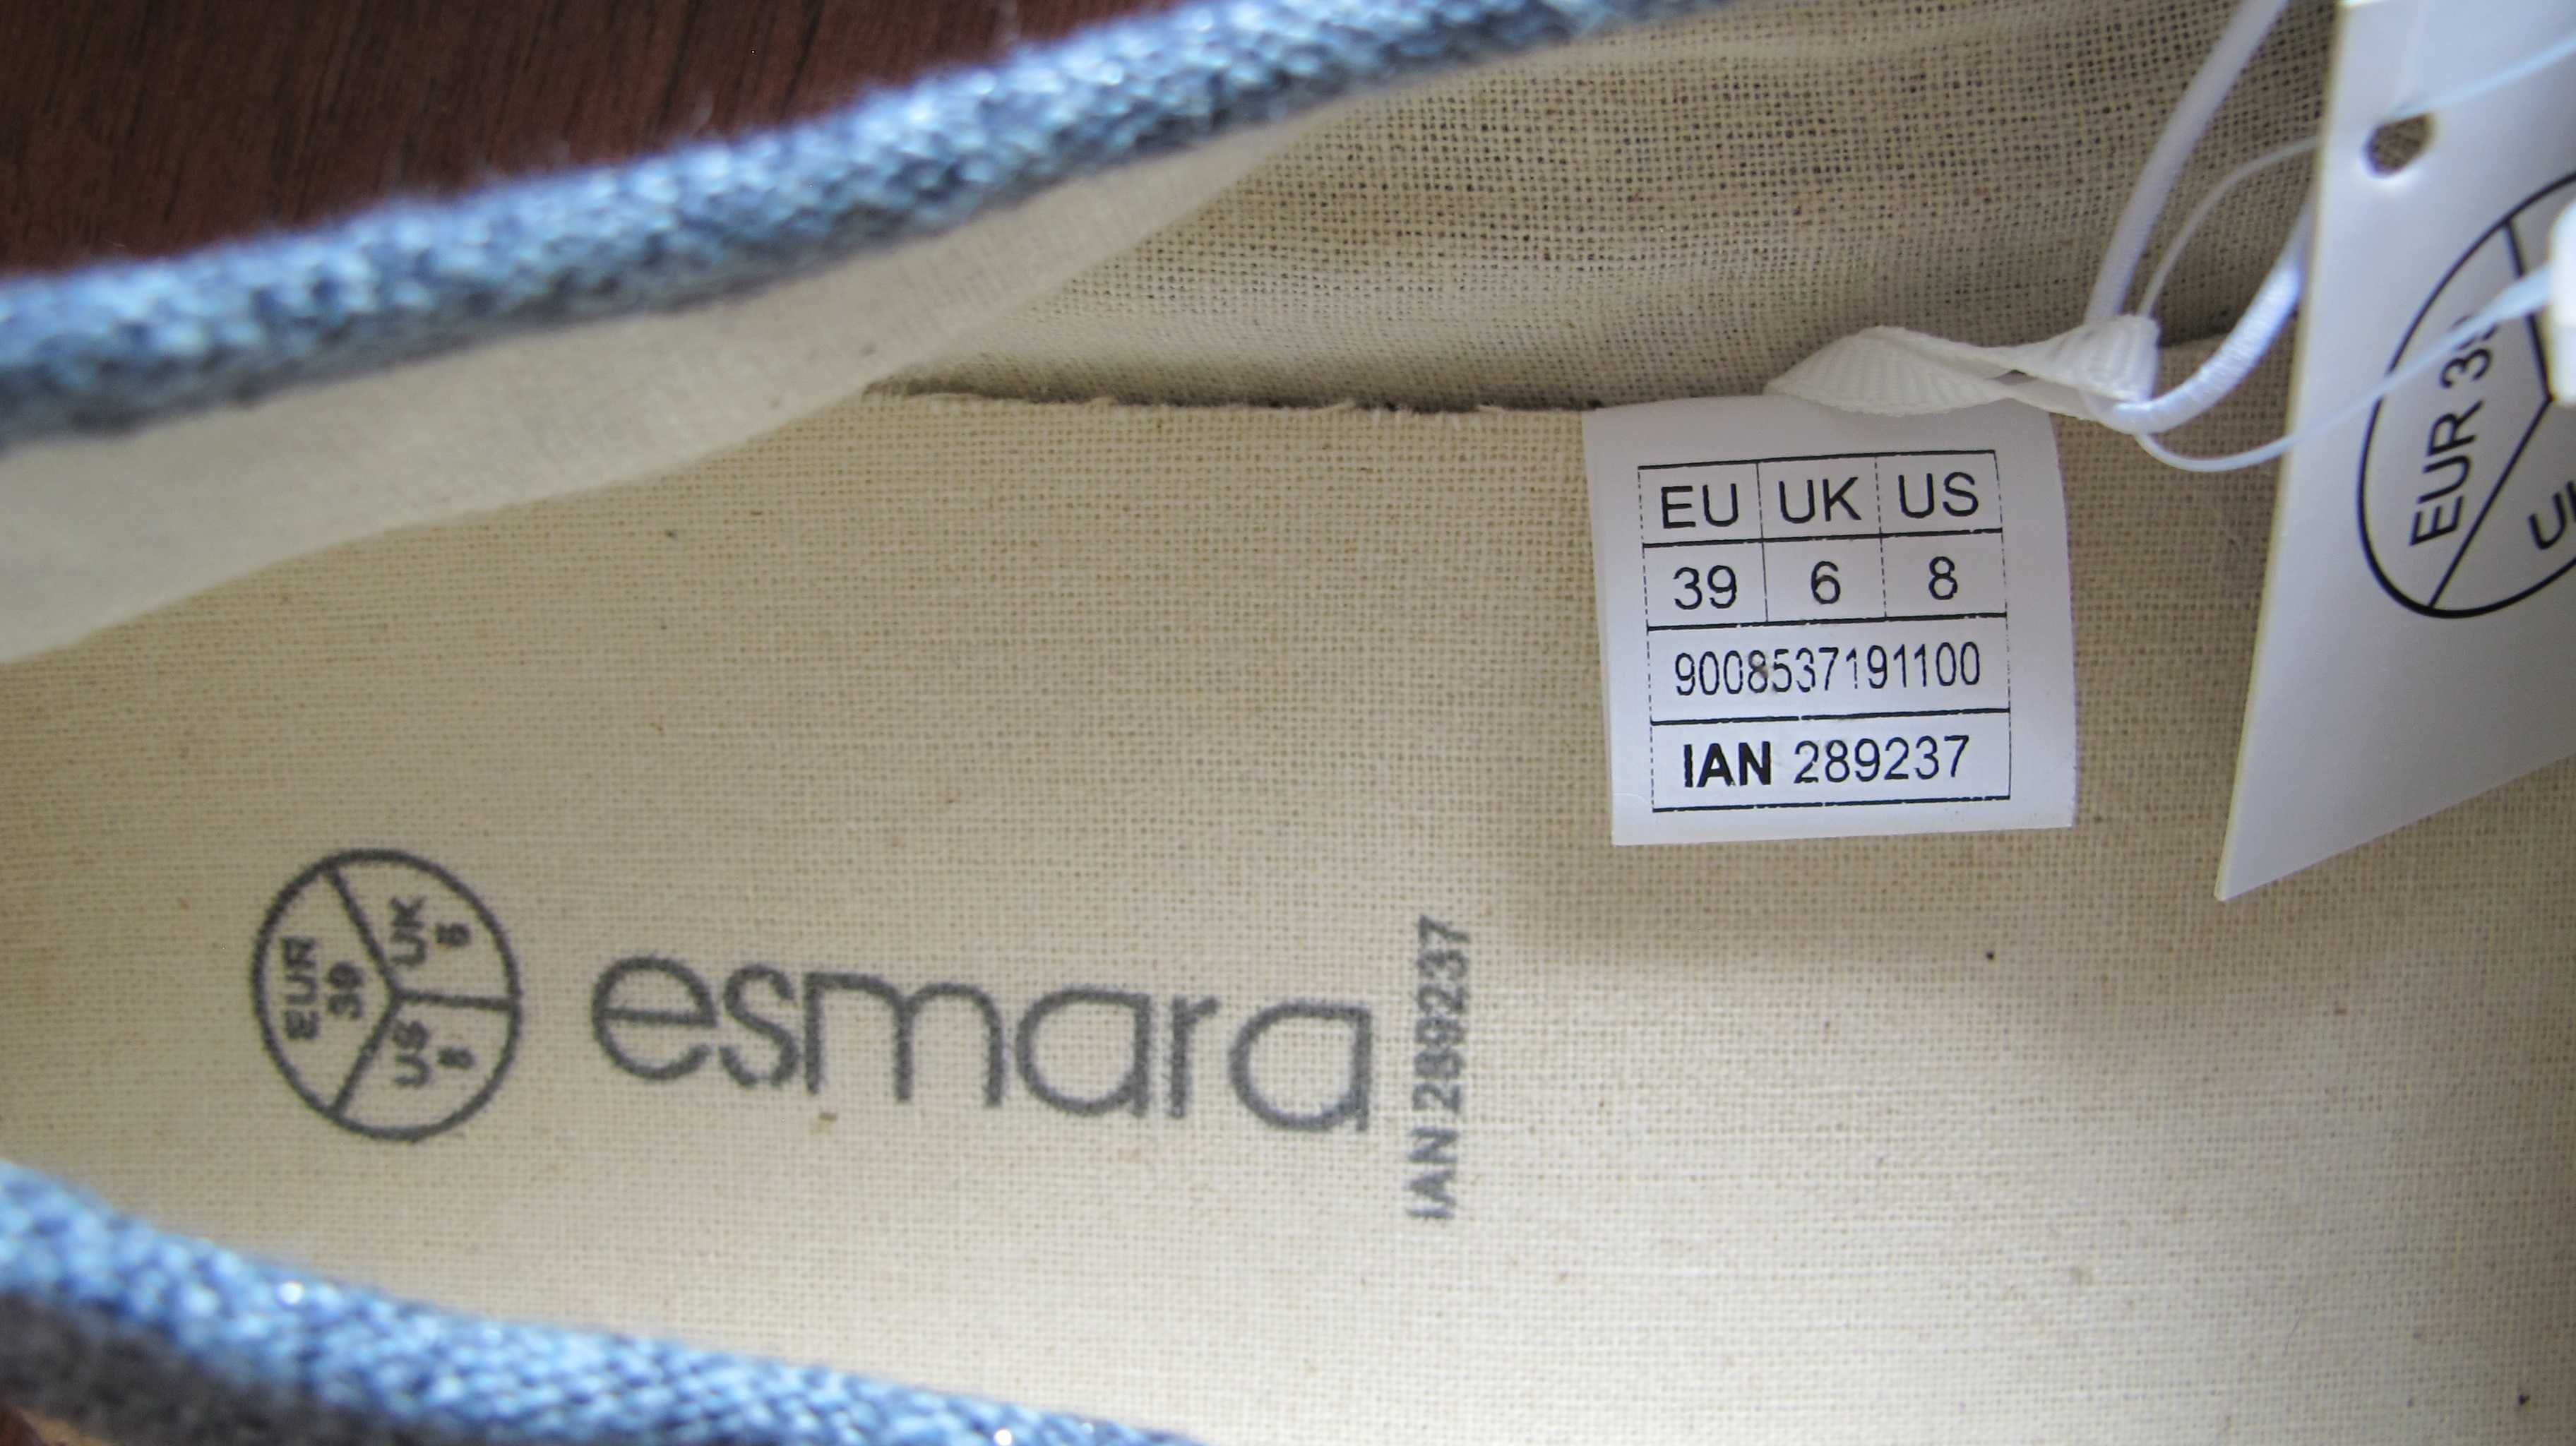 EU UK US
39 6 8
9008537191100
IAN 289237
EUR 39
EUR
39
UK
6
US
8
esmara
IAN 289237